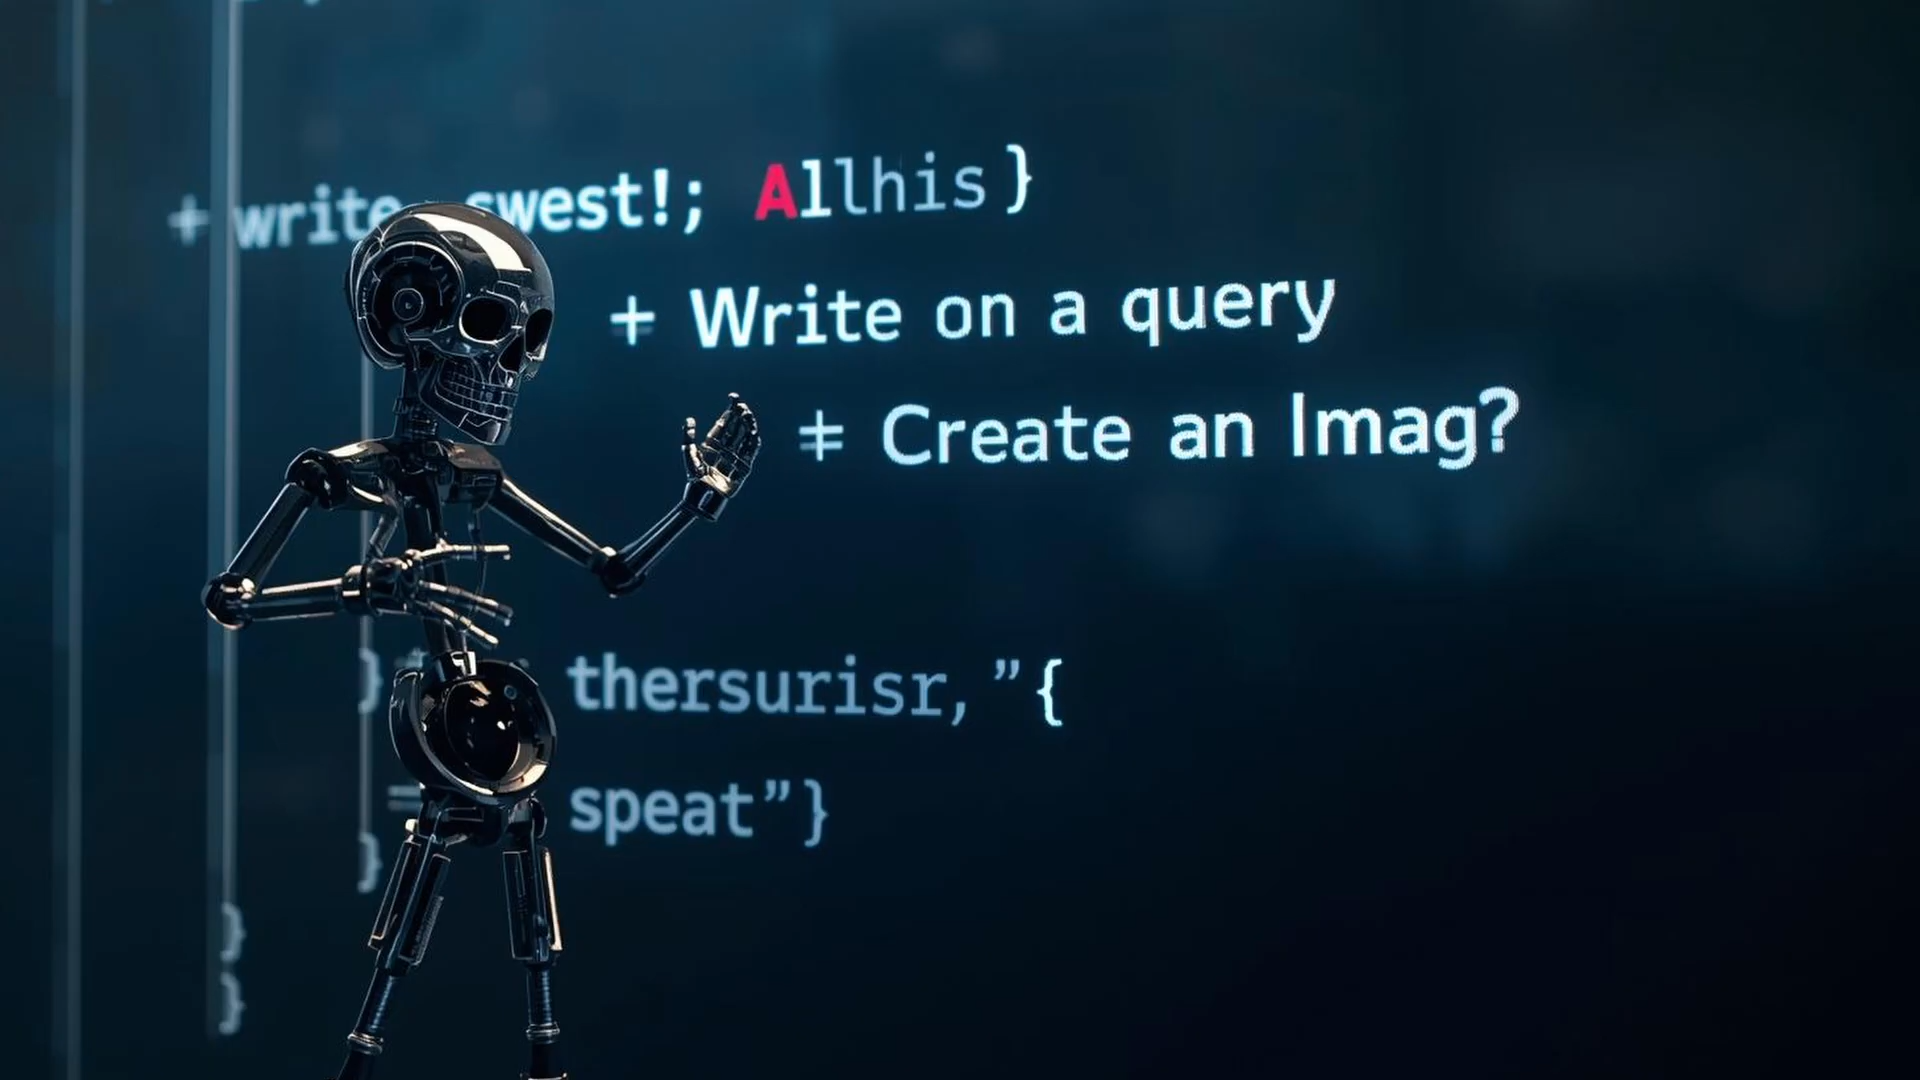 + write swest!; Allhis }
+ Write on a query
+ Create an Imag?
} thersurisr, ”{
= speat”}
}
}
}